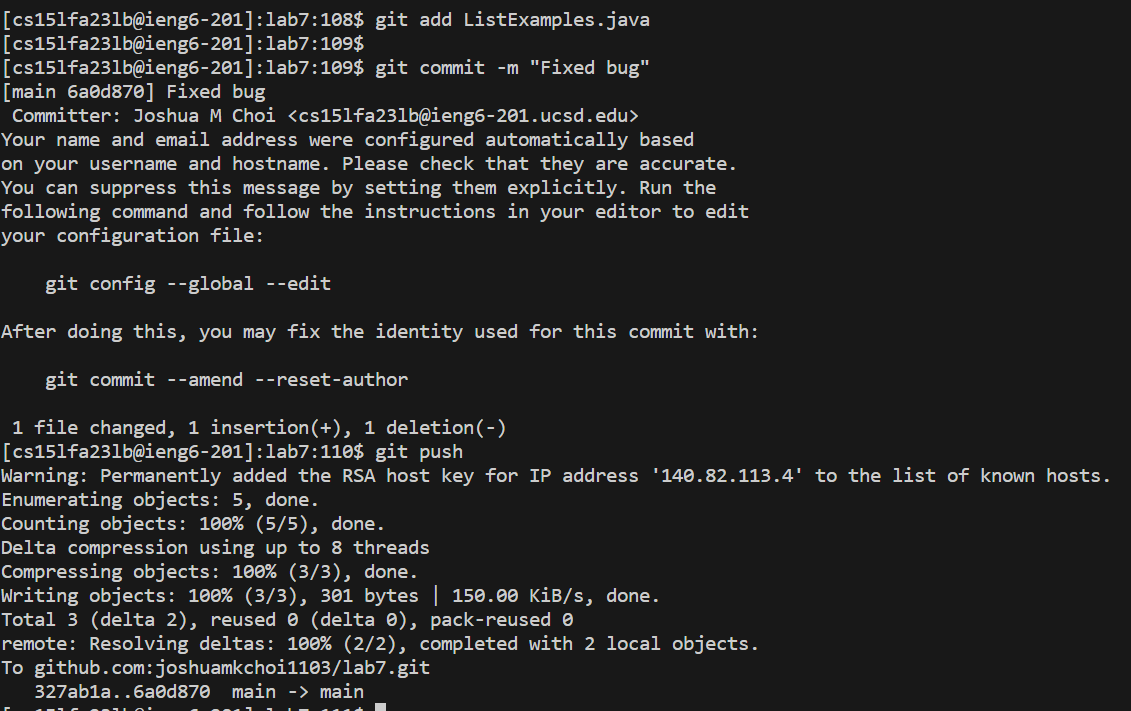 [cs15lfa23lb@ieng6-201]:lab7:108$ git add ListExamples.java
[cs15lfa23lb@ieng6-201]:lab7:109$
[cs15lfa23lb@ieng6-201]:lab7:109$ git commit -m "Fixed bug"
[main 6a0d870] Fixed bug
 Committer: Joshua M Choi <cs15lfa23lb@ieng6-201.ucsd.edu>
Your name and email address were configured automatically based
on your username and hostname. Please check that they are accurate.
You can suppress this message by setting them explicitly. Run the
following command and follow the instructions in your editor to edit
your configuration file:

    git config --global --edit

After doing this, you may fix the identity used for this commit with:

    git commit --amend --reset-author

 1 file changed, 1 insertion(+), 1 deletion(-)
[cs15lfa23lb@ieng6-201]:lab7:110$ git push
Warning: Permanently added the RSA host key for IP address '140.82.113.4' to the list of known hosts.
Enumerating objects: 5, done.
Counting objects: 100% (5/5), done.
Delta compression using up to 8 threads
Compressing objects: 100% (3/3), done.
Writing objects: 100% (3/3), 301 bytes | 150.00 KiB/s, done.
Total 3 (delta 2), reused 0 (delta 0), pack-reused 0
remote: Resolving deltas: 100% (2/2), completed with 2 local objects.
To github.com:joshuamkchoi1103/lab7.git
   327ab1a..6a0d870  main -> main